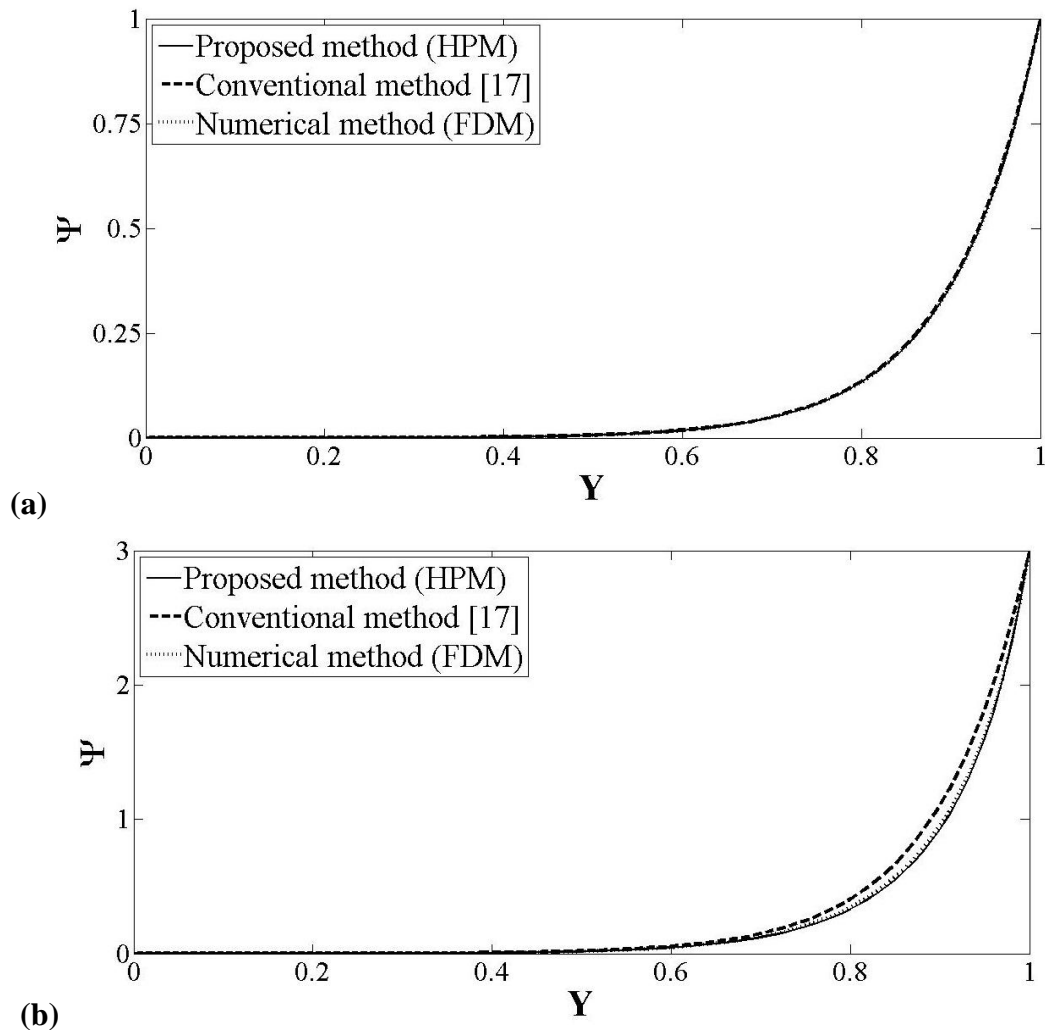 1
Proposed method (HPM)
Conventional method [17]
Numerical method (FDM)
0.75
0.5
0.25
0
Ψ
0 0.2 0.4 0.6 0.8 1
Y
(a)
3
Proposed method (HPM)
Conventional method [17]
Numerical method (FDM)
2
1
0
Ψ
0 0.2 0.4 0.6 0.8 1
Y
(b)